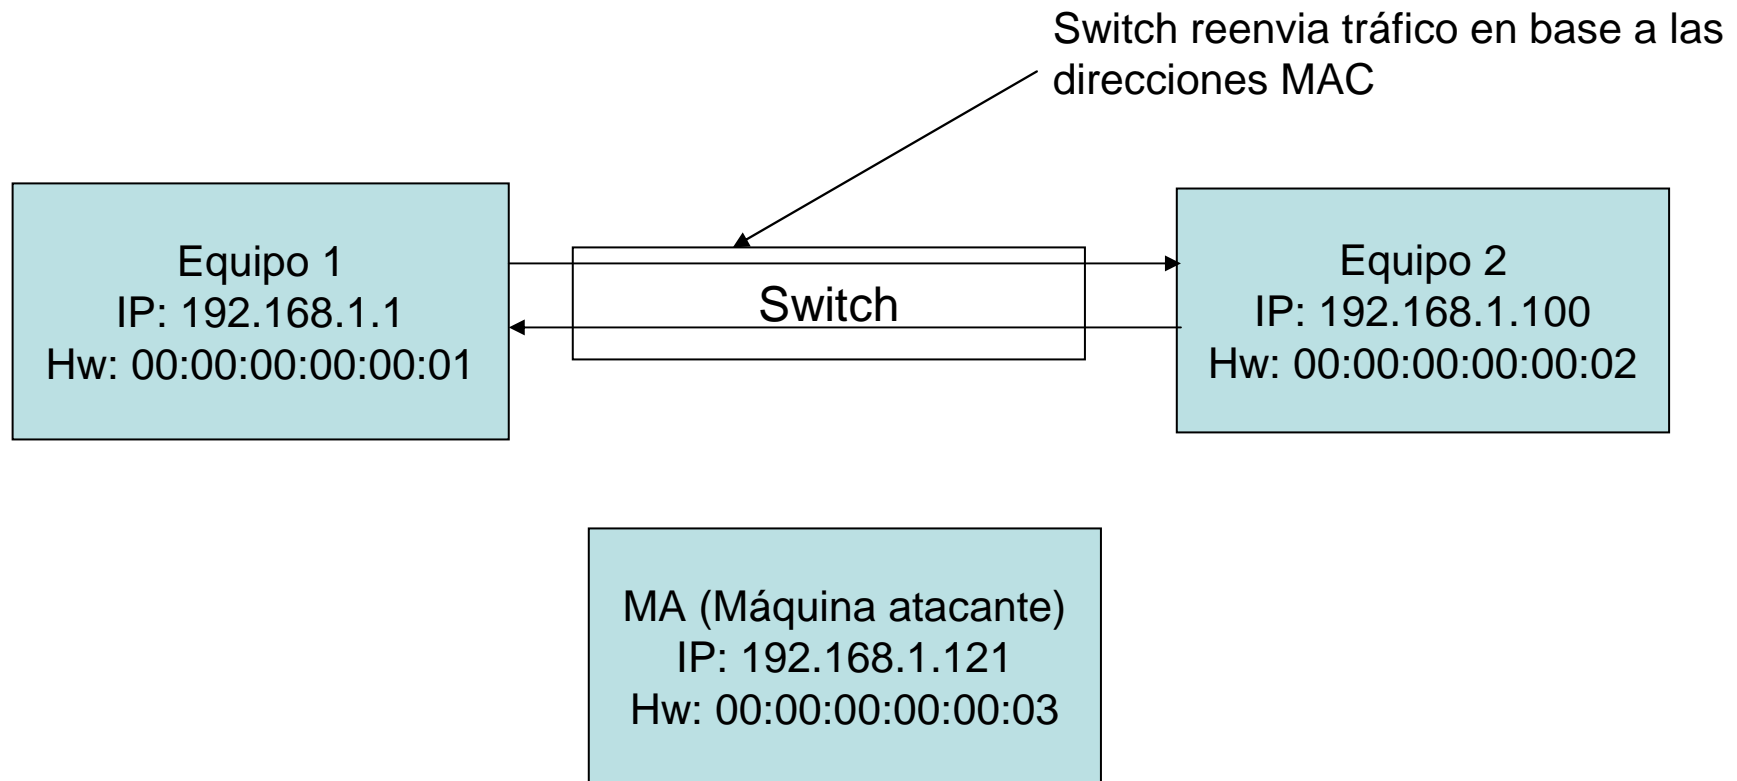 Switch reenvia tráfico en base a las
direcciones MAC
Equipo 1
IP: 192.168.1.1
Hw: 00:00:00:00:00:01
Switch
Equipo 2
IP: 192.168.1.100
Hw: 00:00:00:00:00:02
MA (Máquina atacante)
IP: 192.168.1.121
Hw: 00:00:00:00:00:03